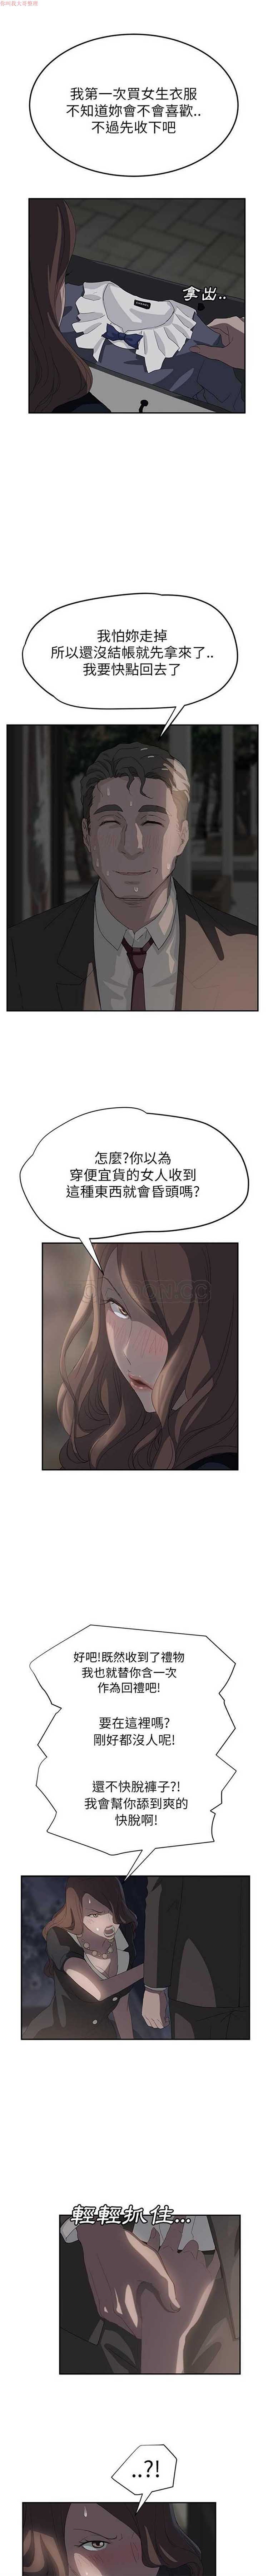 我第一次買女生衣服
不知道妳會不會喜歡..
不過先收下吧
拿出..
我怕妳走掉
所以還沒結帳就先拿來了..
我要快點回去了
怎麼?你以為
穿便宜貨的女人收到
這種東西就會昏頭嗎?
好吧!既然收到了禮物
我也就替你含一次
作為回禮吧!
要在這裡嗎?
剛好都沒人呢!
還不快脫褲子?!
我會幫你舔到爽的
快脫啊!
輕輕抓住...
..?!